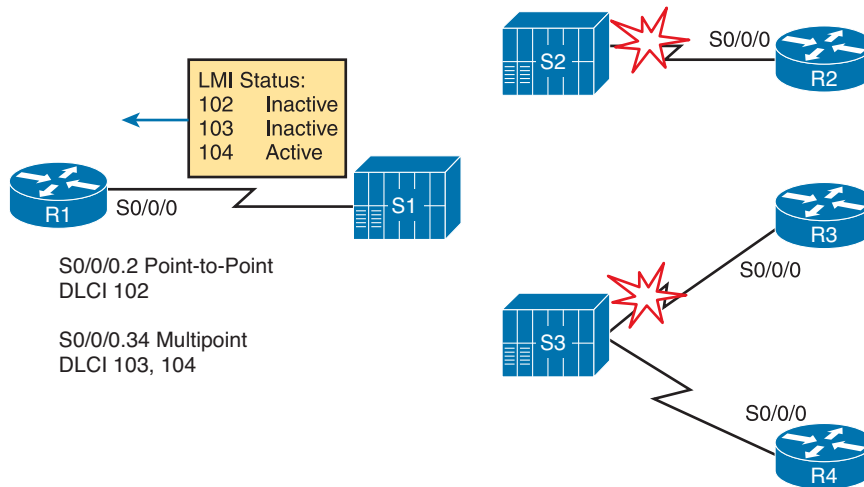 LMI Status:
102 Inactive
103 Inactive
104 Active
R1
S0/0/0
S1
S0/0/0.2 Point-to-Point
DLCI 102
S0/0/0.34 Multipoint
DLCI 103, 104
S2
S0/0/0
R2
R3
S0/0/0
S3
S0/0/0
R4